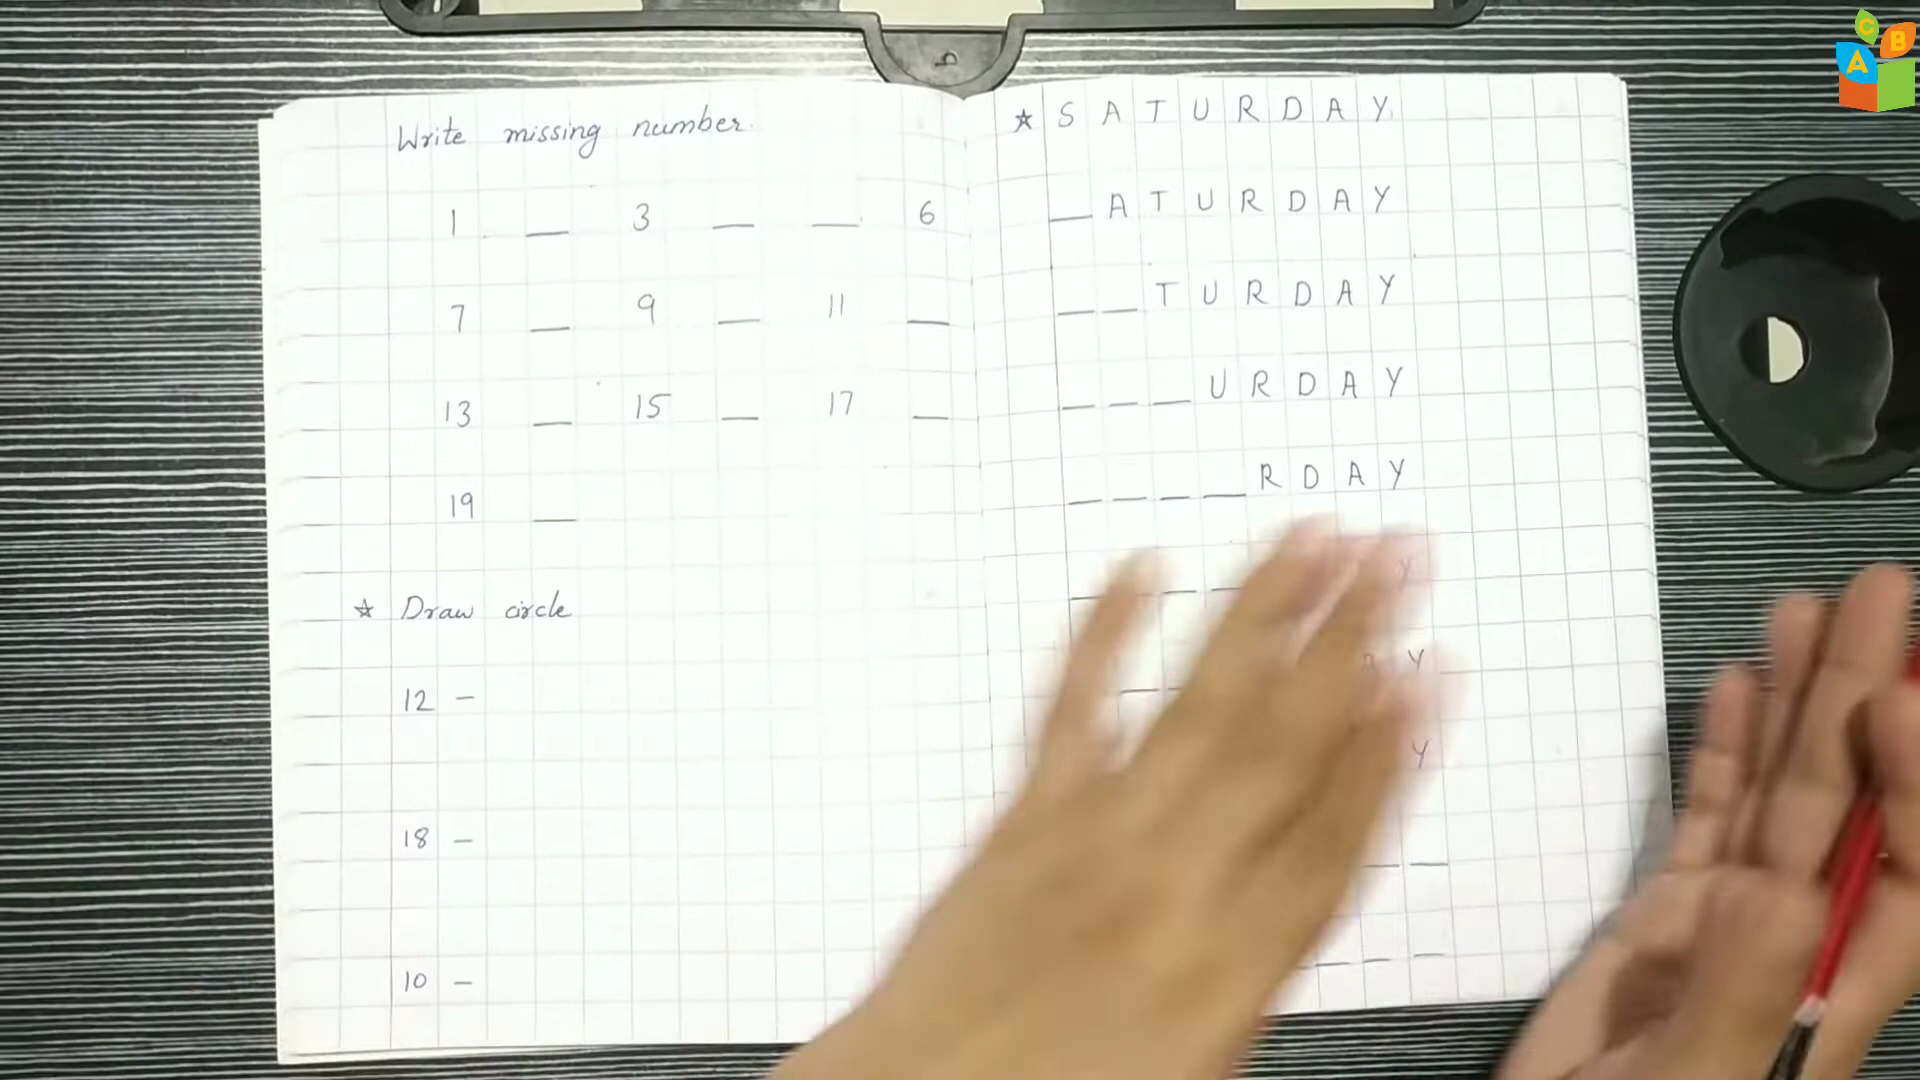 Write missing number.
1 __ 3 __ __ 6
7 __ 9 __ 11 __
13 __ 15 __ 17 __
19 __
☆ Draw circle
12 –
18 –
10 –
★ S A T U R D A Y
__ A T U R D A Y
__ __ T U R D A Y
__ __ __ U R D A Y
__ __ __ __ R D A Y
Y
Y
Y
A B C